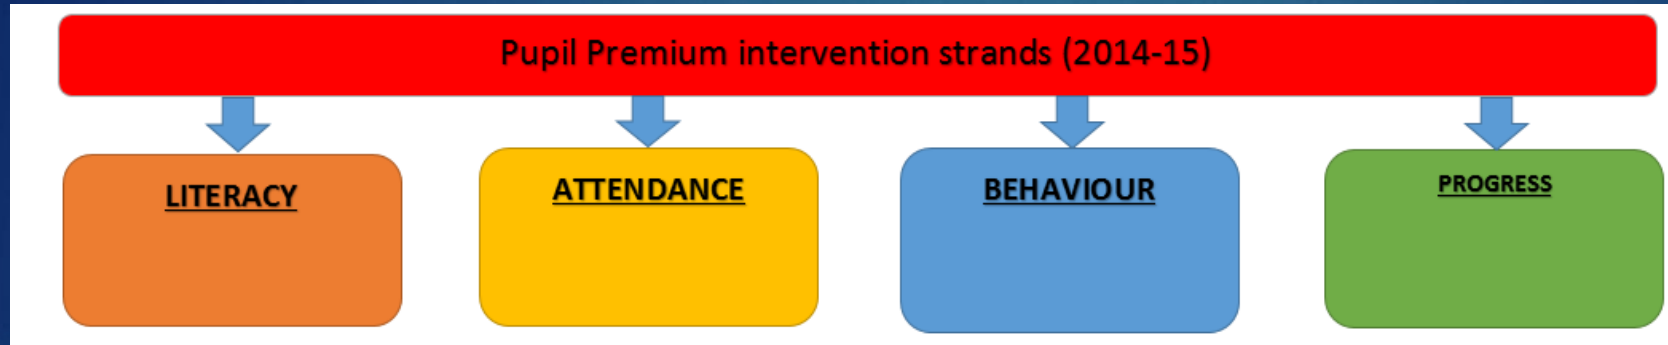 Pupil Premium intervention strands (2014-15)
LITERACY
ATTENDANCE
BEHAVIOUR
PROGRESS